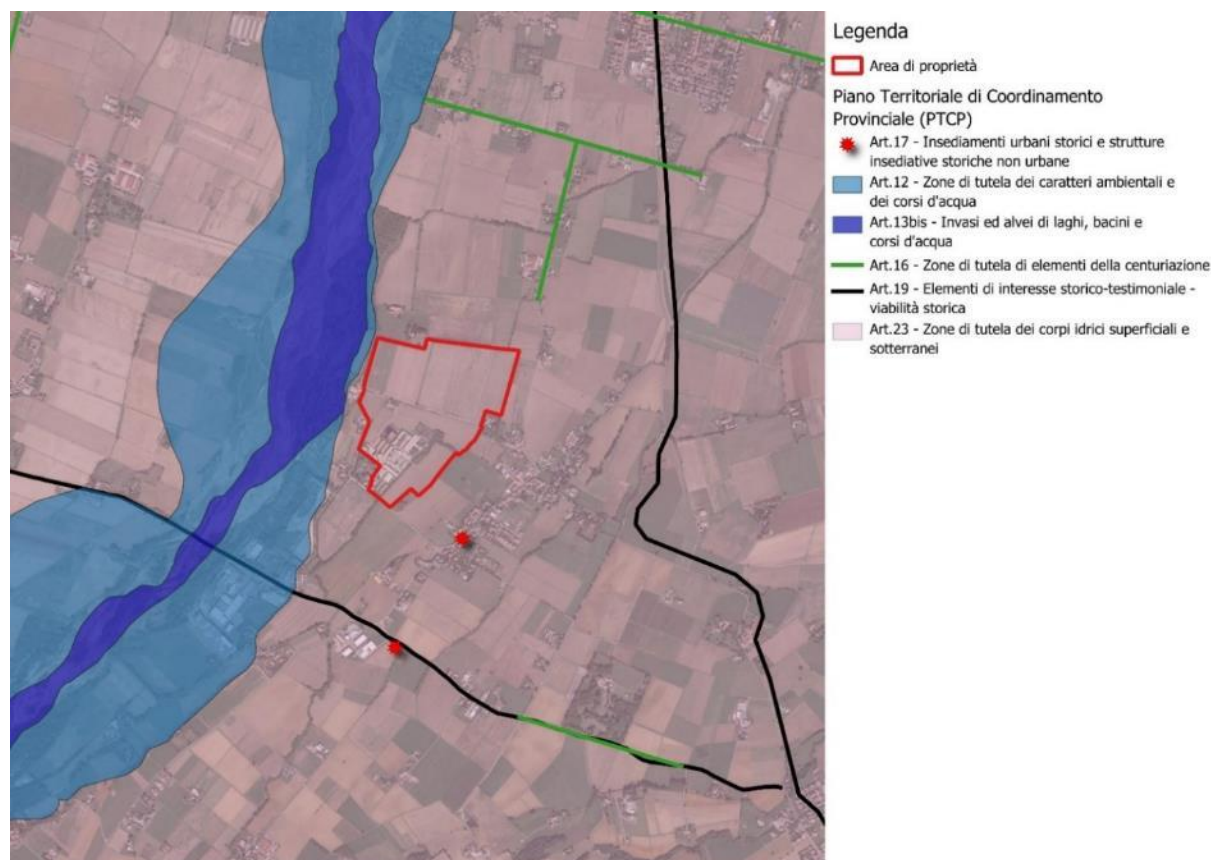 Legenda
Area di proprietà
Piano Territoriale di Coordinamento
Provinciale (PTCP)
Art.17 - Insediamenti urbani storici e strutture
insediative storiche non urbane
Art.12 - Zone di tutela dei caratteri ambientali e
dei corsi d'acqua
Art.13bis - Invasi ed alvei di laghi, bacini e
corsi d'acqua
Art.16 - Zone di tutela di elementi della centuriazione
Art.19 - Elementi di interesse storico-testimoniale -
viabilità storica
Art.23 - Zone di tutela dei corpi idrici superficiali e
sotterranei